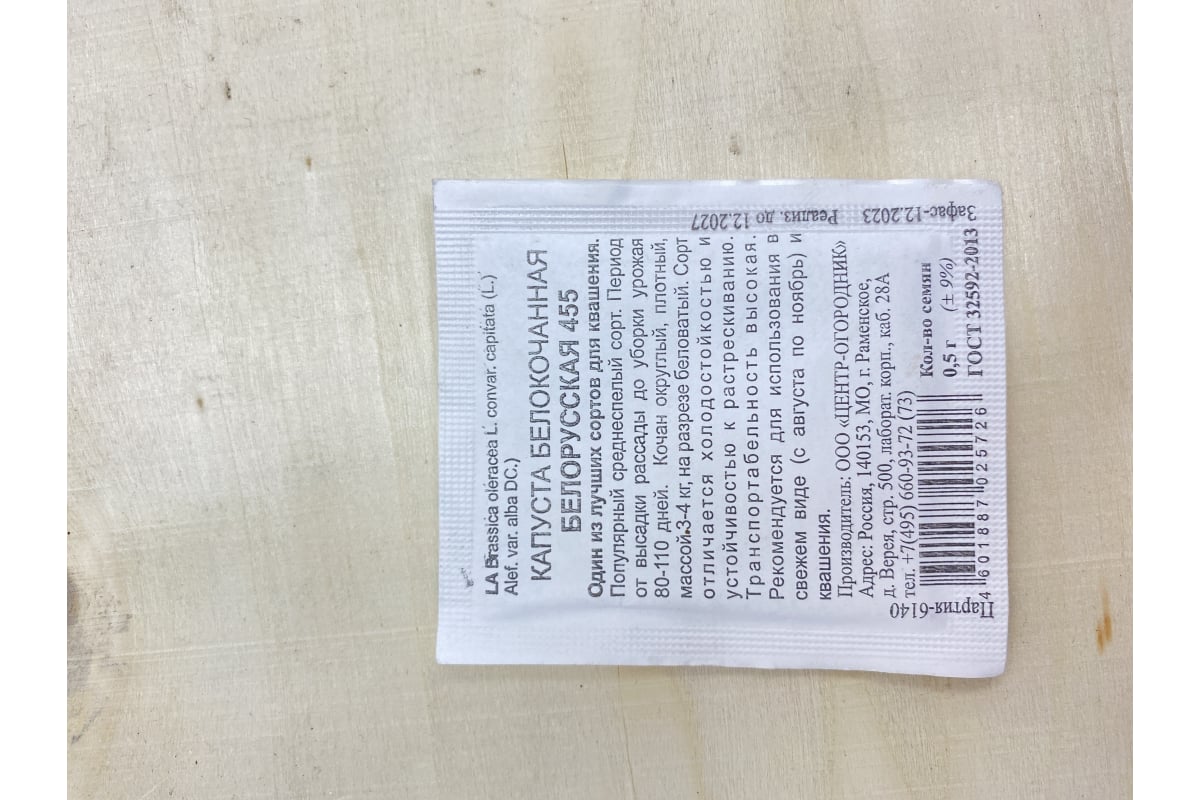 LA Brassica oleracea L. convar. capitata (L.)
Alef. var. alba DC.)
КАПУСТА БЕЛОКОЧАННАЯ
БЕЛОРУССКАЯ 455
Один из лучших сортов для квашения.
Популярный среднеспелый сорт. Период
от высадки рассады до уборки урожая
80-110 дней. Кочан округлый, плотный,
массой 3-4 кг, на разрезе беловатый. Сорт
отличается холодостойкостью и
устойчивостью к растрескиванию.
Транспортабельность высокая.
Рекомендуется для использования в
свежем виде (с августа по ноябрь) и
квашения.
Производитель: ООО «ЦЕНТР-ОГОРОДНИК»
Адрес: Россия, 140153, МО, г. Раменское,
д. Верея, стр. 500, лаборат. корп., каб. 28А
тел. +7(495) 660-93-72 (73)
Кол-во семян
0,5 г (± 9%)
ГОСТ 32592-2013
4 601887 025726
Партия-6140
Зафас-12.2023 Реализ. до 12.2027